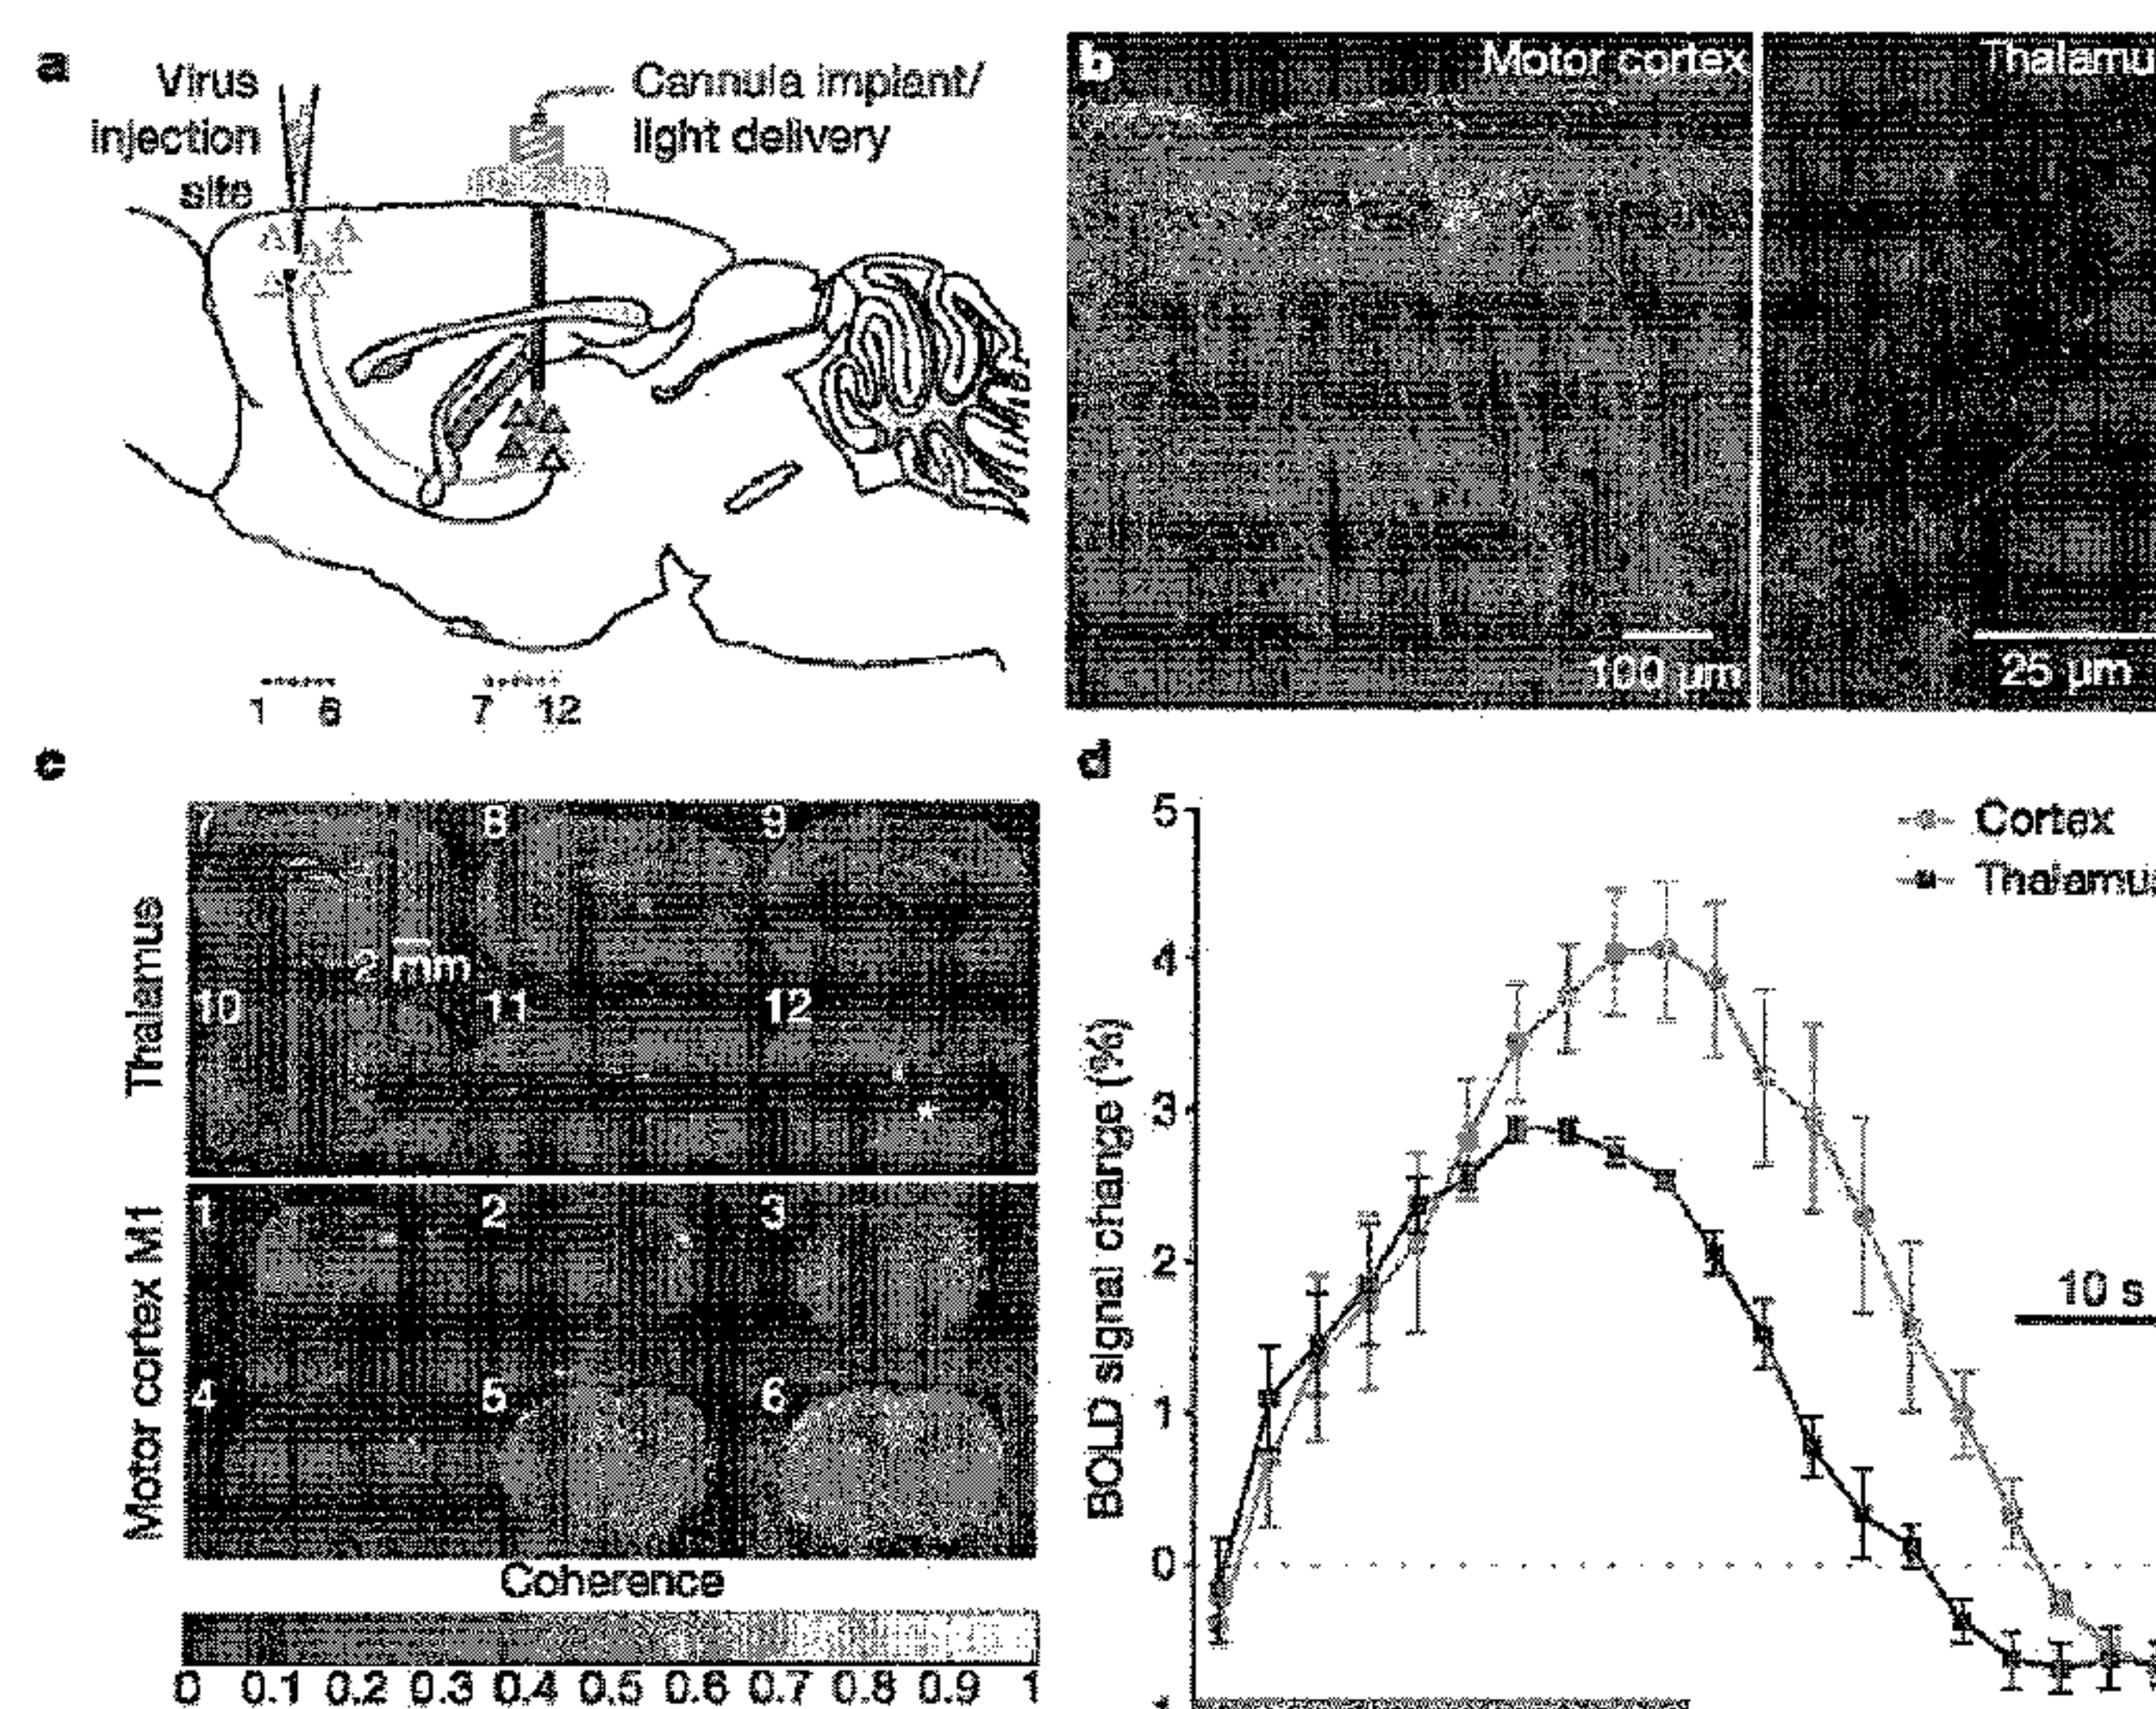 a
Virus
injection
site
Cannula implant/
light delivery
1 6 7 12
b
Motor cortex
100 µm
Thalamu
25 µm
c
Thalamus
7 8 9
2 mm
10 11 12
Motor cortex M1
1 2 3
4 5 6
Coherence
0 0.1 0.2 0.3 0.4 0.5 0.6 0.7 0.8 0.9 1
d
BOLD signal change (%)
5
4
3
2
1
0
Cortex
Thalamus
10 s